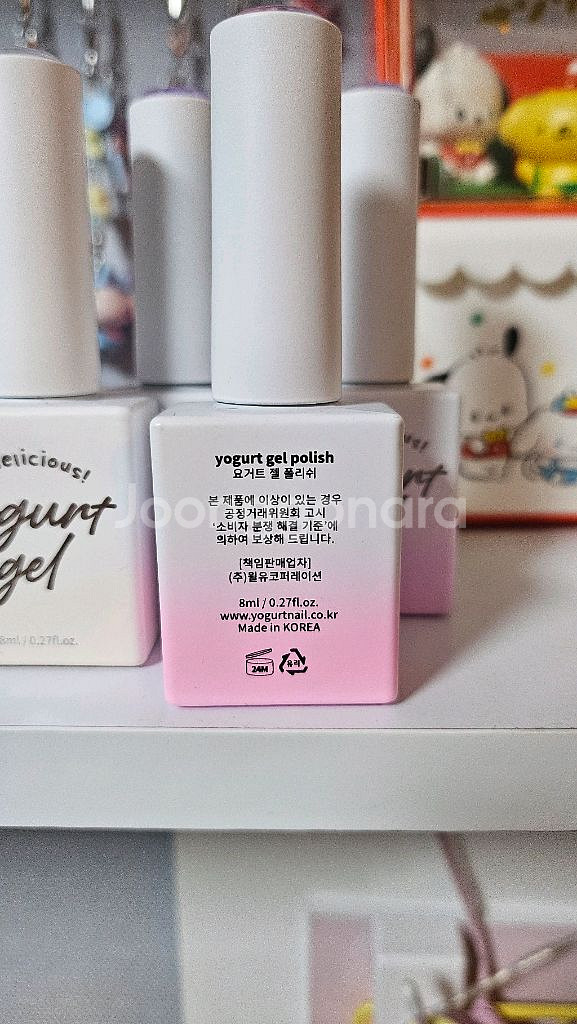 yogurt gel polish
요거트 젤 폴리쉬
본 제품에 이상이 있는 경우
공정거래위원회 고시
'소비자 분쟁 해결 기준'에
의하여 보상해 드립니다.
[책임판매업자]
(주)윌유코퍼레이션
8ml / 0.27fl.oz.
www.yogurtnail.co.kr
Made in KOREA
24M
유리
elicious!
gurt
gel
8ml / 0.27fl.oz.